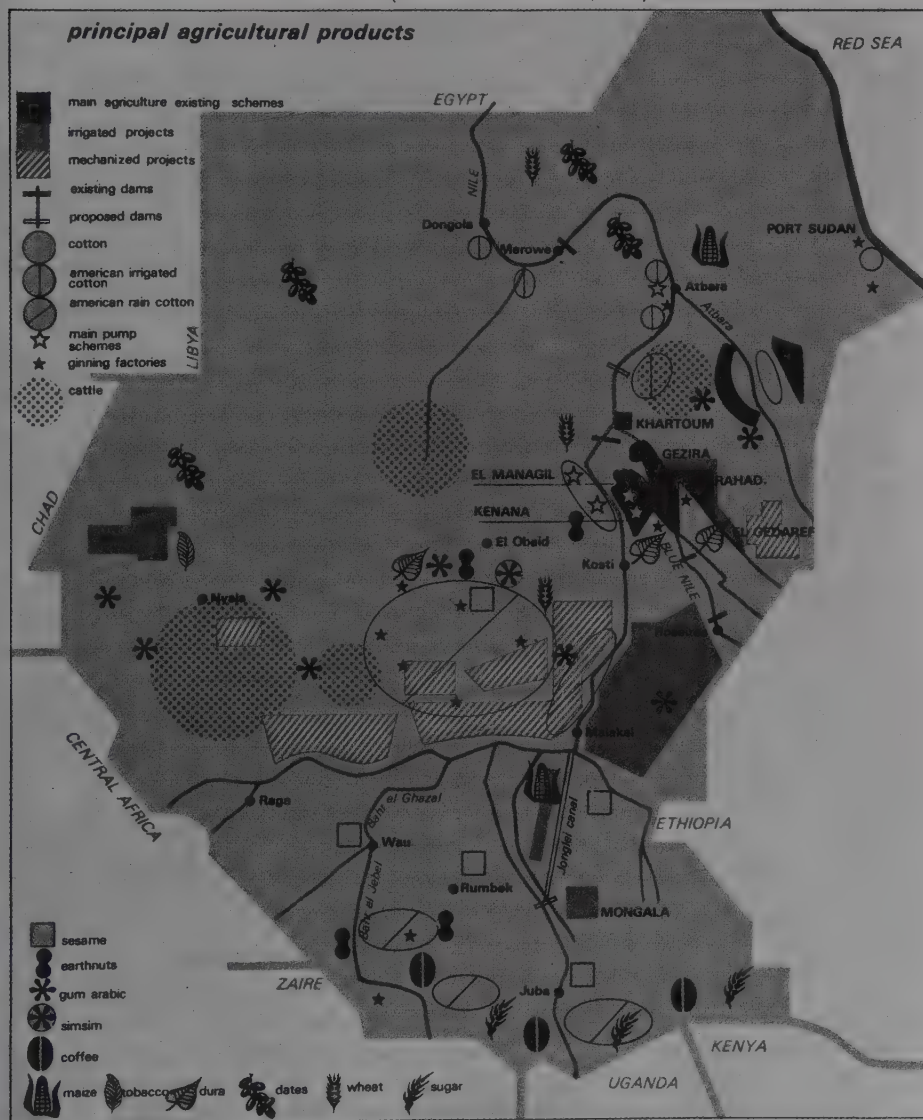 principal agricultural products
RED SEA
main agriculture existing schemes
irrigated projects
mechanized projects
existing dams
proposed dams
cotton
american irrigated
cotton
american rain cotton
main pump
schemes
ginning factories
cattle
EGYPT
NILE
Dongola
Merowe
PORT SUDAN
Atbara
Atbara
LIBYA
KHARTOUM
GEZIRA
EL MANAGIL
RAHAD
KENANA
EL GEDAREF
CHAD
El Obeid
Kosti
BLUE NILE
Nyala
Roseires
Malakal
CENTRAL AFRICA
Raga
Bahr el Ghazal
Jonglei canal
ETHIOPIA
Wau
Bahr el Jebel
Rumbek
MONGALA
sesame
earthnuts
gum arabic
simsim
coffee
ZAIRE
Juba
KENYA
UGANDA
maize tobacco dura dates wheat sugar